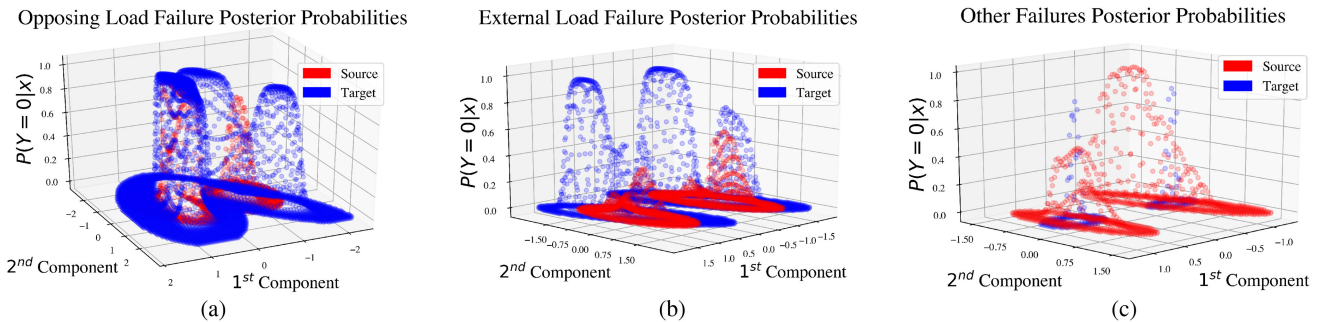 Opposing Load Failure Posterior Probabilities
Source
Target
P(Y = 0|x)
1.0
0.8
0.6
0.4
0.2
0.0
-2
-1
0
1
2
2nd Component
2
1
0
-1
-2
1st Component
(a)
External Load Failure Posterior Probabilities
Source
Target
P(Y = 0|x)
1.0
0.8
0.6
0.4
0.2
0.0
-1.50
-0.75
0.00
0.75
1.50
2nd Component
1.5
1.0
0.5
0.0
-0.5
-1.0
-1.5
1st Component
(b)
Other Failures Posterior Probabilities
Source
Target
P(Y = 0|x)
1.0
0.8
0.6
0.4
0.2
0.0
-1.50
-0.75
0.00
0.75
1.50
2nd Component
1.0
0.5
0.0
-0.5
-1.0
1st Component
(c)